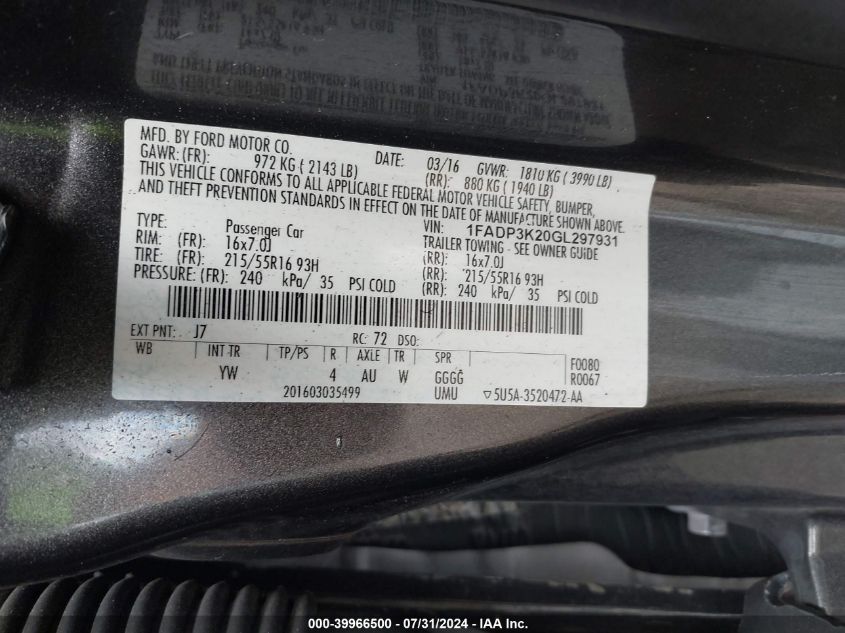 MFD. BY FORD MOTOR CO.
DATE: 03/16 GVWR: 1810 KG ( 3990 LB)
GAWR: (FR): 972 KG ( 2143 LB) (RR): 880 KG ( 1940 LB)
THIS VEHICLE CONFORMS TO ALL APPLICABLE FEDERAL MOTOR VEHICLE SAFETY, BUMPER,
AND THEFT PREVENTION STANDARDS IN EFFECT ON THE DATE OF MANUFACTURE SHOWN ABOVE.
VIN: 1FADP3K20GL297931
TYPE: Passenger Car TRAILER TOWING - SEE OWNER GUIDE
RIM: (FR): 16x7.0J (RR): 16x7.0J
TIRE: (FR): 215/55R16 93H (RR): 215/55R16 93H
PRESSURE: (FR): 240 kPa/ 35 PSI COLD (RR): 240 kPa/ 35 PSI COLD
EXT PNT: J7 RC: 72 DSO:
WB INT TR TP/PS R AXLE TR SPR F0080
YW 4 AU W GGGG R0067
201603035499 UMU ▽5U5A-3520472-AA
000-39966500 - 07/31/2024 - IAA Inc.